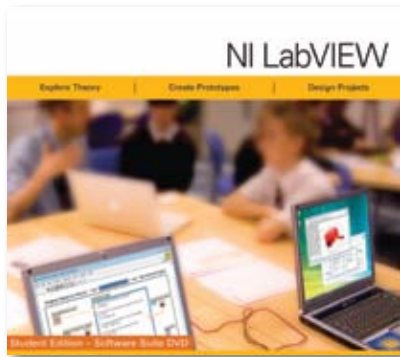 NI LabVIEW
Explore Theory | Create Prototypes | Design Projects
Student Edition - Software Suite DVD